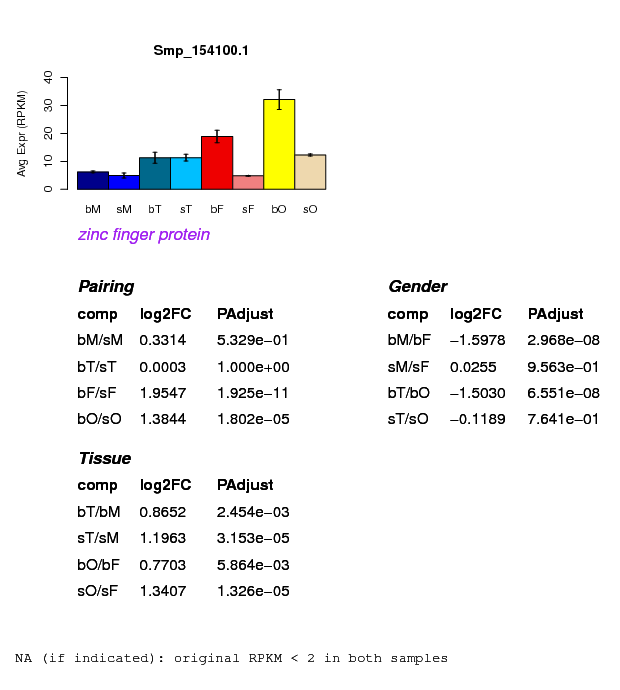 Smp_154100.1
Avg Expr (RPKM)
40
30
20
10
0
bM sM bT sT bF sF bO sO
zinc finger protein
Pairing
comp log2FC PAdjust
bM/sM 0.3314 5.329e−01
bT/sT 0.0003 1.000e+00
bF/sF 1.9547 1.925e−11
bO/sO 1.3844 1.802e−05
Gender
comp log2FC PAdjust
bM/bF −1.5978 2.968e−08
sM/sF 0.0255 9.563e−01
bT/bO −1.5030 6.551e−08
sT/sO −0.1189 7.641e−01
Tissue
comp log2FC PAdjust
bT/bM 0.8652 2.454e−03
sT/sM 1.1963 3.153e−05
bO/bF 0.7703 5.864e−03
sO/sF 1.3407 1.326e−05
NA (if indicated): original RPKM < 2 in both samples